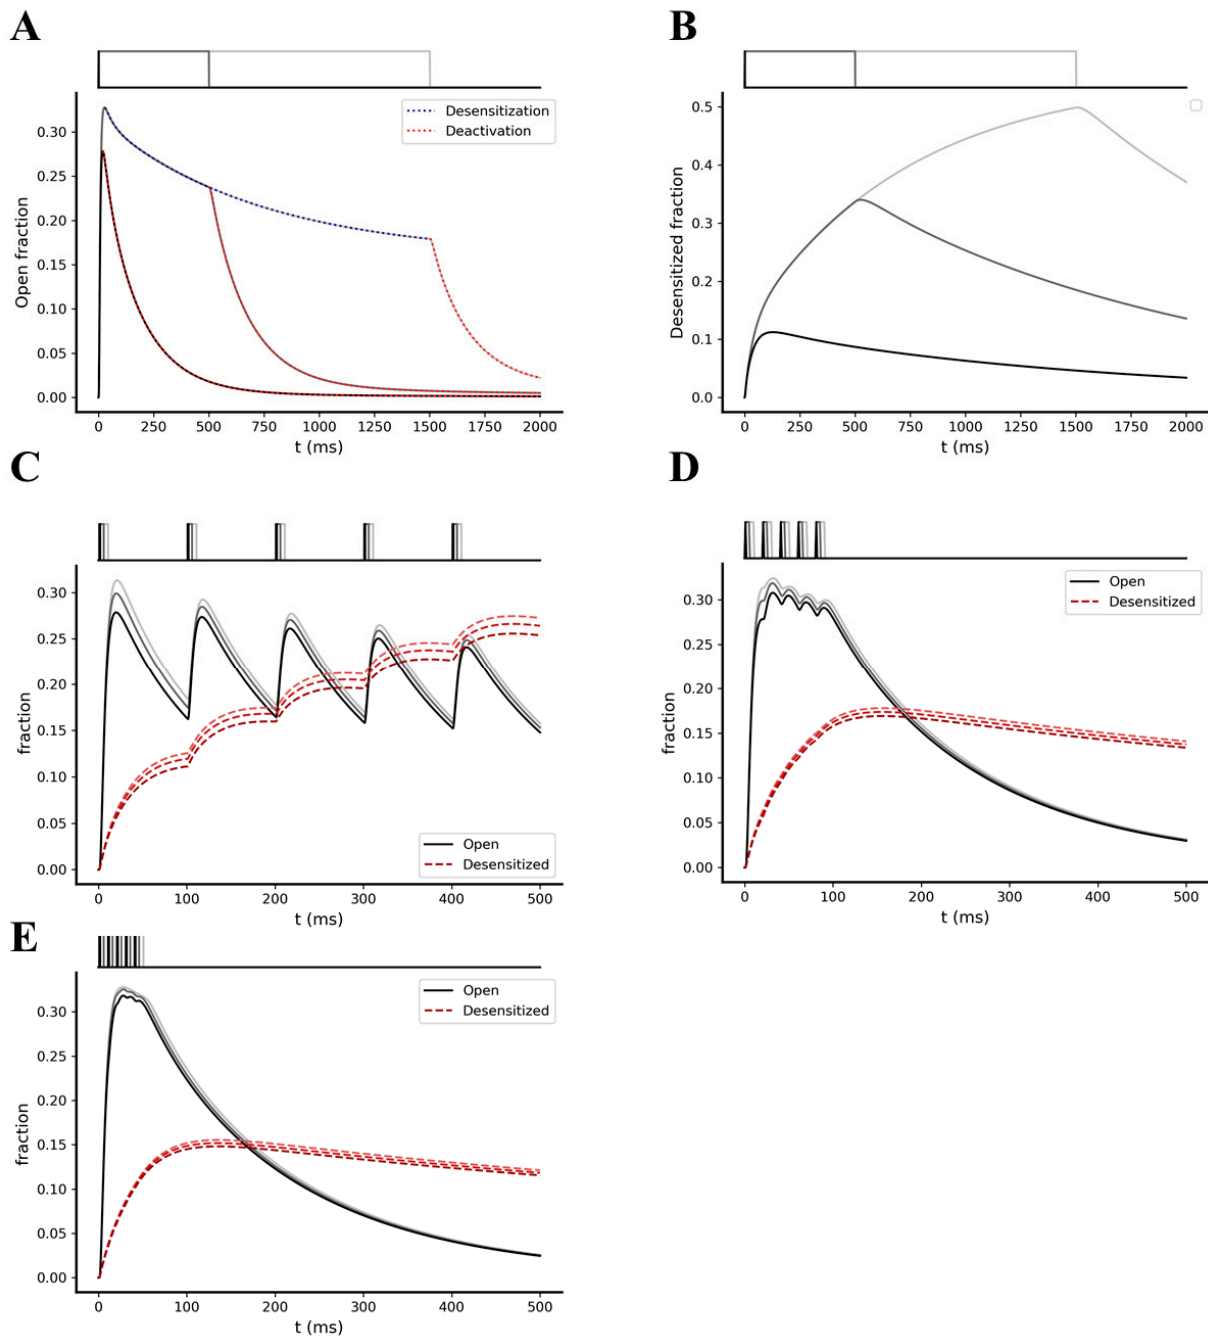 A
Desensitization
Deactivation
Open fraction
0.30
0.25
0.20
0.15
0.10
0.05
0.00
0 250 500 750 1000 1250 1500 1750 2000
t (ms)
B
Desensitized fraction
0.5
0.4
0.3
0.2
0.1
0.0
0 250 500 750 1000 1250 1500 1750 2000
t (ms)
C
fraction
0.30
0.25
0.20
0.15
0.10
0.05
0.00
Open
Desensitized
0 100 200 300 400 500
t (ms)
D
Open
Desensitized
fraction
0.30
0.25
0.20
0.15
0.10
0.05
0.00
0 100 200 300 400 500
t (ms)
E
Open
Desensitized
fraction
0.30
0.25
0.20
0.15
0.10
0.05
0.00
0 100 200 300 400 500
t (ms)